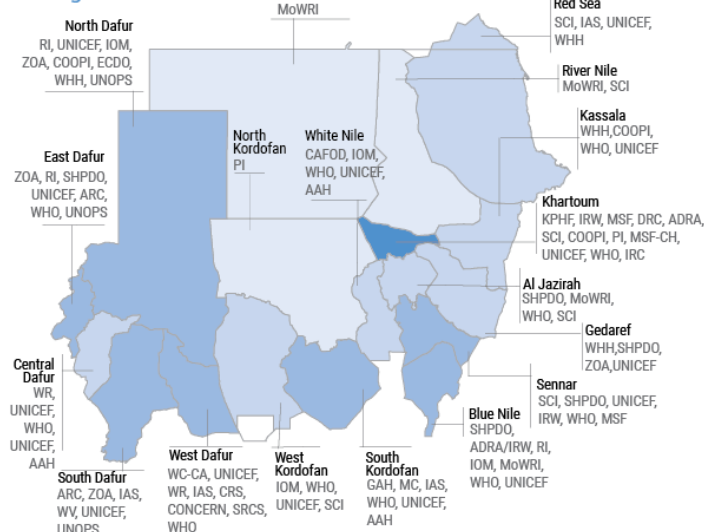 MoWRI
Red Sea
SCI, IAS, UNICEF,
WHH
North Dafur
RI, UNICEF, IOM,
ZOA, COOPI, ECDO,
WHH, UNOPS
River Nile
MoWRI, SCI
Kassala
WHH,COOPI,
WHO, UNICEF
North
Kordofan
PI
White Nile
CAFOD, IOM,
WHO, UNICEF,
AAH
East Dafur
ZOA, RI, SHPDO,
UNICEF, ARC,
WHO, UNOPS
Khartoum
KPHF, IRW, MSF, DRC, ADRA,
SCI, COOPI, PI, MSF-CH,
UNICEF, WHO, IRC
Al Jazirah
SHPDO, MoWRI,
WHO, SCI
Gedaref
WHH,SHPDO,
ZOA,UNICEF
Central
Dafur
WR,
UNICEF,
WHO,
UNICEF,
AAH
Sennar
SCI, SHPDO, UNICEF,
IRW, WHO, MSF
Blue Nile
SHPDO,
ADRA/IRW, RI,
IOM, MoWRI,
WHO, UNICEF
South Dafur
ARC, ZOA, IAS,
WV, UNICEF,
UNOPS
West Dafur
WC-CA, UNICEF,
WR, IAS, CRS,
CONCERN, SRCS,
WHO
West
Kordofan
IOM, WHO,
UNICEF, SCI
South
Kordofan
GAH, MC, IAS,
WHO, UNICEF,
AAH